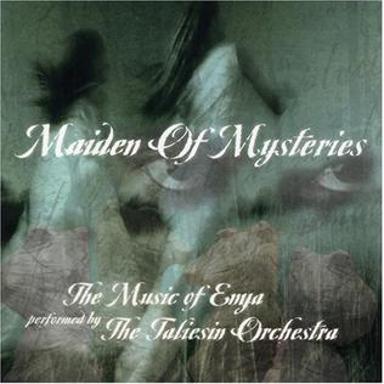 Maiden Of Mysteries
The Music of Enya
performed by The Taliesin Orchestra